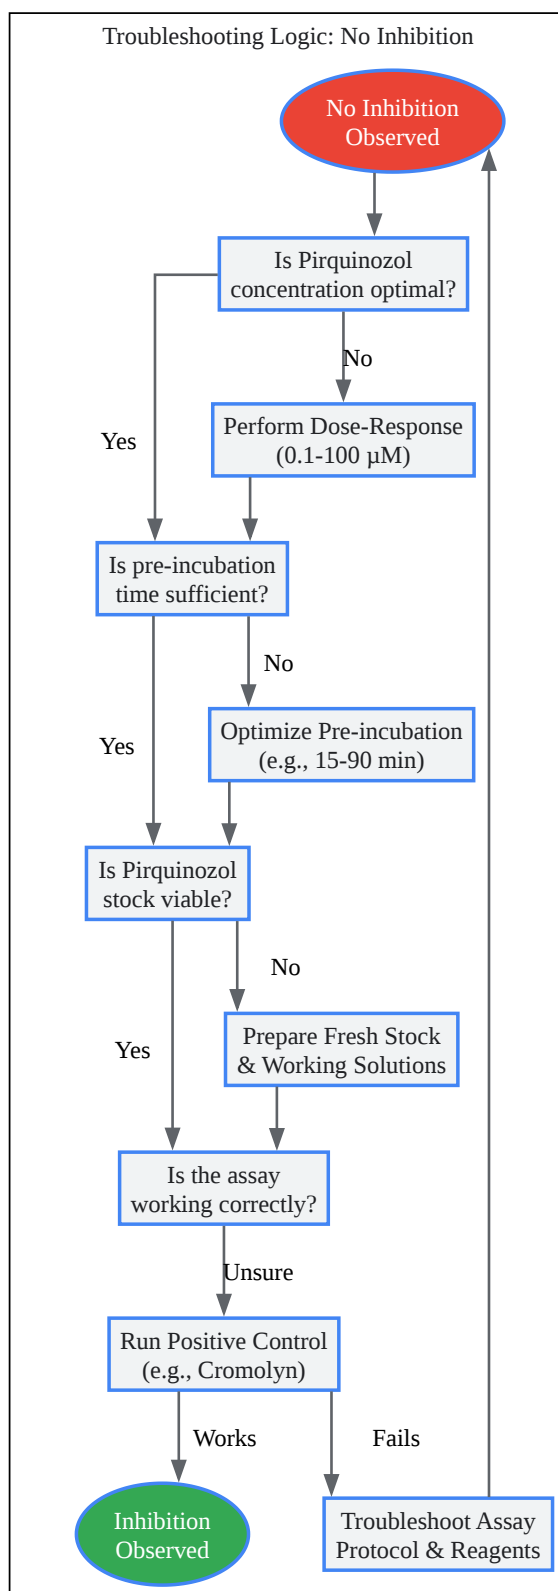 Troubleshooting Logic: No Inhibition
No Inhibition
Observed
Is Pirquinozol
concentration optimal?
No
Perform Dose-Response
(0.1-100 µM)
Yes
Is pre-incubation
time sufficient?
No
Optimize Pre-incubation
(e.g., 15-90 min)
Yes
Is Pirquinozol
stock viable?
No
Prepare Fresh Stock
& Working Solutions
Yes
Is the assay
working correctly?
Unsure
Run Positive Control
(e.g., Cromolyn)
Works
Fails
Inhibition
Observed
Troubleshoot Assay
Protocol & Reagents